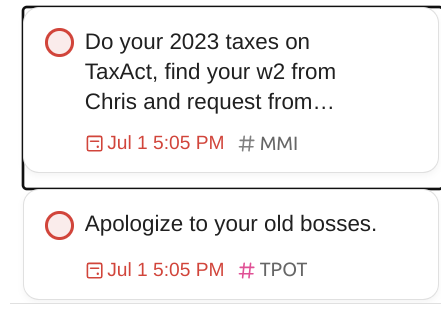 Do your 2023 taxes on
TaxAct, find your w2 from
Chris and request from…
Jul 1 5:05 PM # MMI
Apologize to your old bosses.
Jul 1 5:05 PM # TPOT